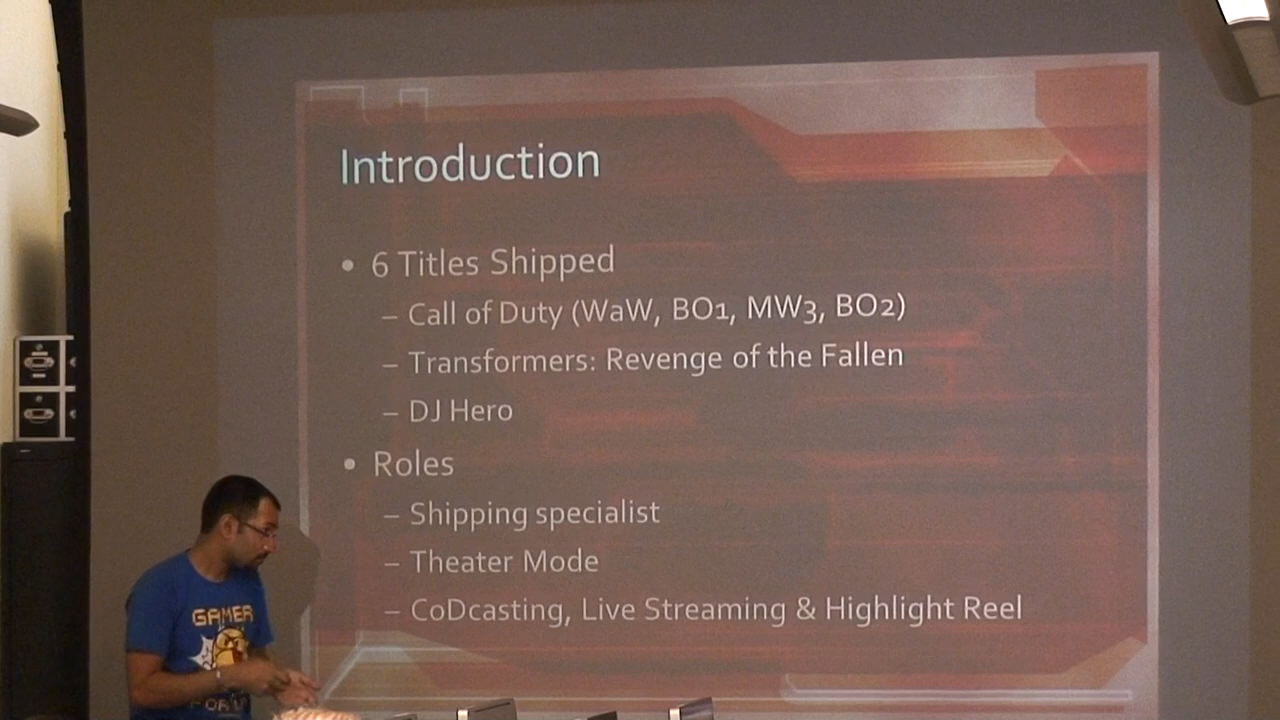 Introduction
• 6 Titles Shipped
– Call of Duty (WaW, BO1, MW3, BO2)
– Transformers: Revenge of the Fallen
– DJ Hero
• Roles
– Shipping specialist
– Theater Mode
– CoDcasting, Live Streaming & Highlight Reel
GAMER
FOR